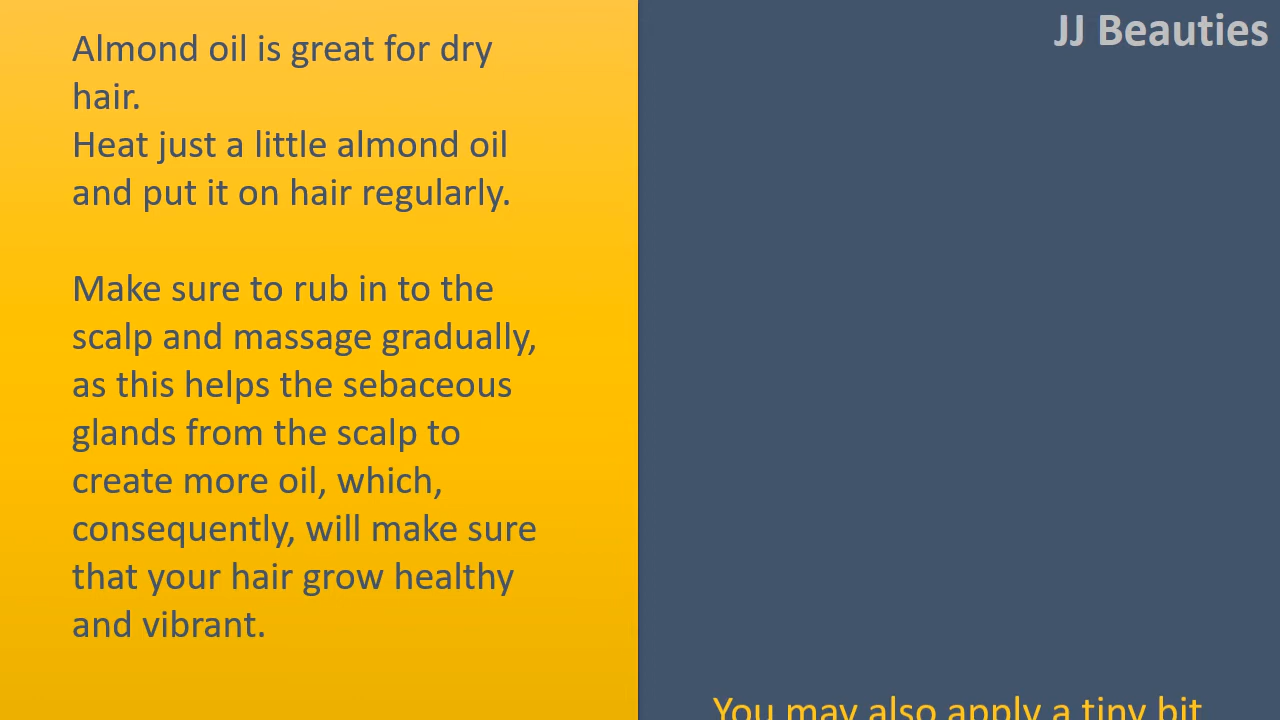 Almond oil is great for dry
hair.
Heat just a little almond oil
and put it on hair regularly.
Make sure to rub in to the
scalp and massage gradually,
as this helps the sebaceous
glands from the scalp to
create more oil, which,
consequently, will make sure
that your hair grow healthy
and vibrant.
JJ Beauties
You may also apply a tiny bit